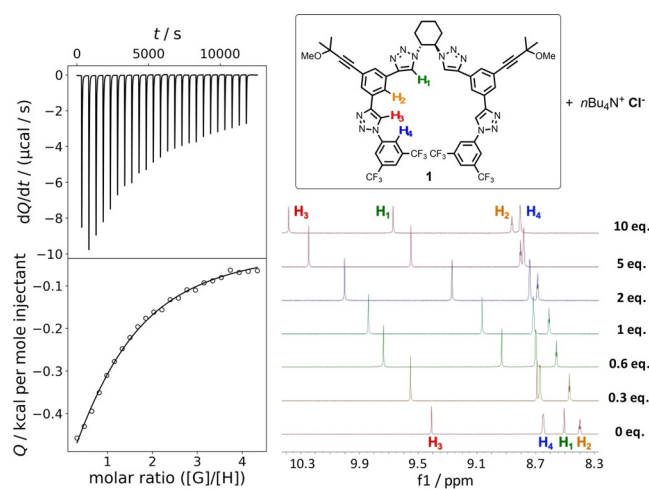 t / s
0 5000 10000
0
−2
−4
−6
−8
−10
dQ/dt / (μcal / s)
−0.1
−0.2
−0.3
−0.4
Q / kcal per mole injectant
0 1 2 3 4
molar ratio ([G]/[H])
MeO
OMe
N=N
N
N
N=N
H₁
H₂
H₃
H₄
N
N=N
N
N=N
CF₃
CF₃
CF₃
CF₃
1
+ nBu₄N⁺ Cl⁻
H₃ H₁ H₂ H₄
10 eq.
5 eq.
2 eq.
1 eq.
0.6 eq.
0.3 eq.
0 eq.
H₃ H₄ H₁ H₂
10.3 9.9 9.5 9.1 8.7 8.3
f1 / ppm